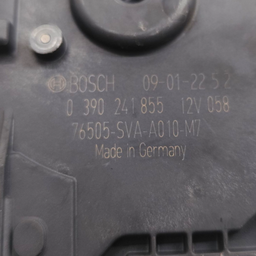 BOSCH 09-01-22 5 2
0 390 241 855 12V 058
76505-SVA-A010-M7
Made in Germany